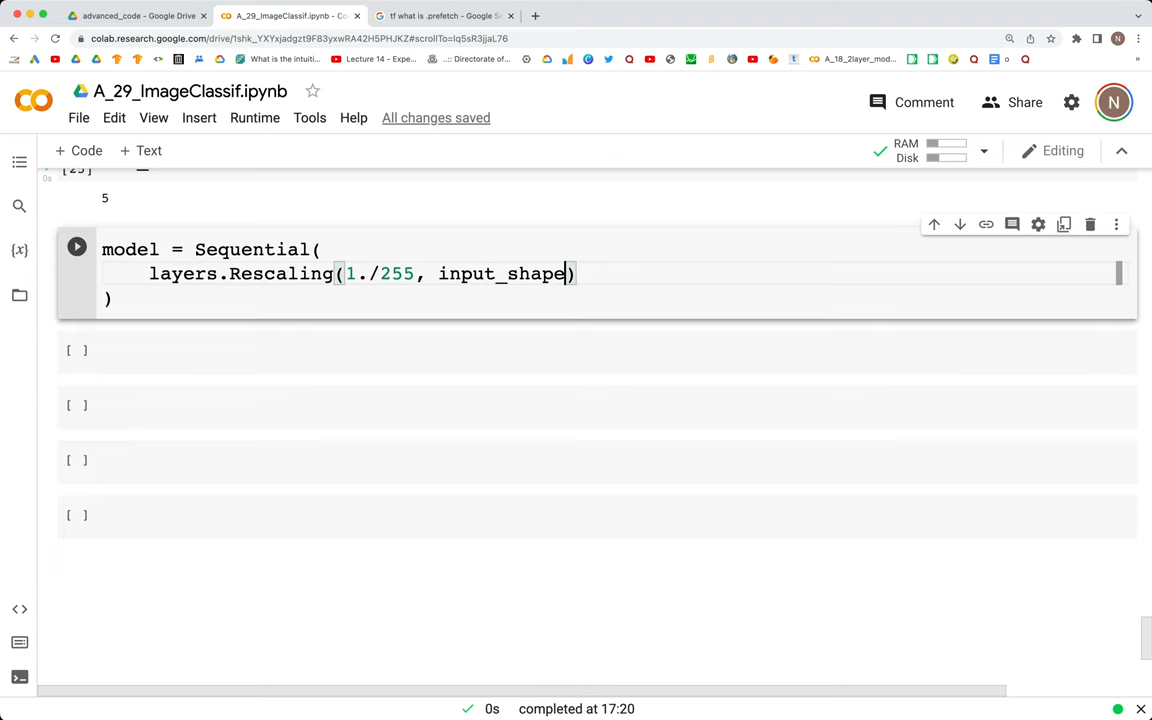 advanced_code - Google Drive
A_29_ImageClassif.ipynb - Co
tf what is .prefetch - Google S
colab.research.google.com/drive/1shk_YXYxjadgzt9F83yxwRA42H5PHJKZ#scrollTo=Iq5sR3jjaL76
What is the intuiti...
Lecture 14 - Expe...
..:: Directorate of...
A_18_2layer_mod...
A_29_ImageClassif.ipynb
File Edit View Insert Runtime Tools Help All changes saved
Comment
Share
N
+ Code + Text
RAM
Disk
Editing
[25]
0s
5
model = Sequential(
layers.Rescaling(1./255, input_shape)
)
[ ]
[ ]
[ ]
[ ]
0s completed at 17:20